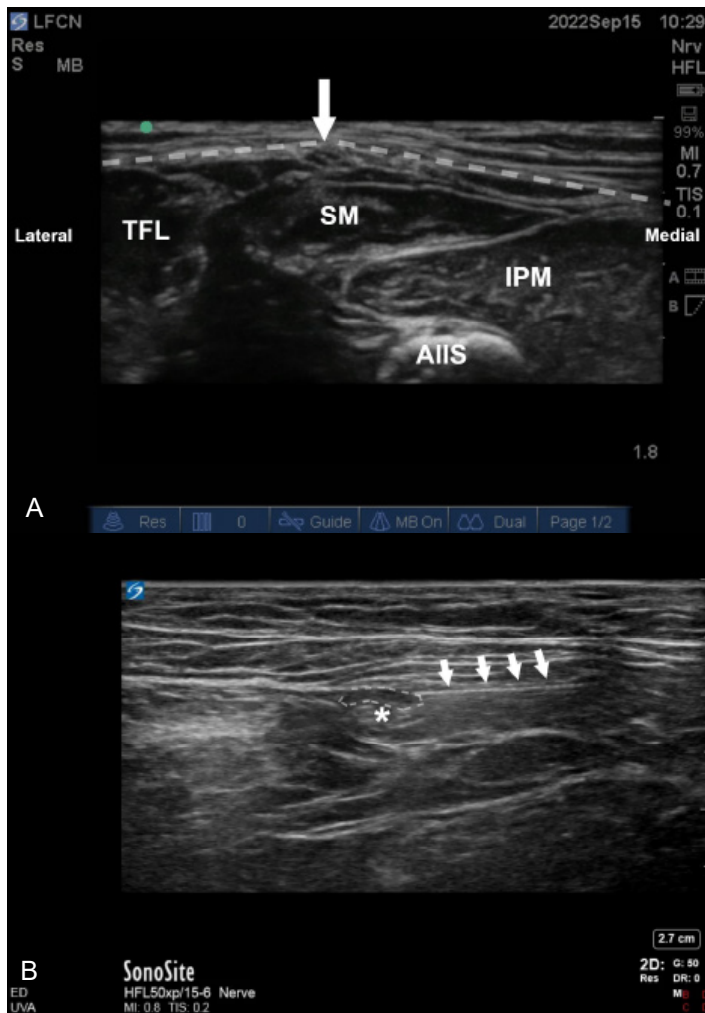 LFCN 2022Sep15 10:29
Res Nrv
S MB HFL
99%
MI
0.7
TIS
0.1
TFL SM
Lateral Medial
IPM
A
B
AIIS
1.8
A
Res 0 Guide MB On Dual Page 1/2
*
2.7 cm
B SonoSite 2D: G: 50
Res DR: 0
ED HFL50xp/15-6 Nerve M
UVA MI: 0.8 TIS: 0.2